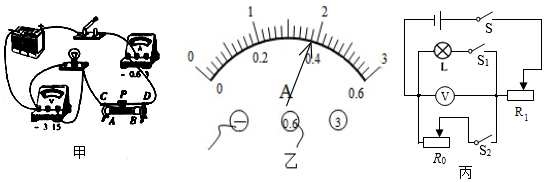 A
- 0.6 3
C P D
V
- 3 15
A B
甲
0 1 2 3
0 0.2 0.4 0.6
A
- 0.6 3
乙
S
L S₁
V R₁
R₀ S₂
丙